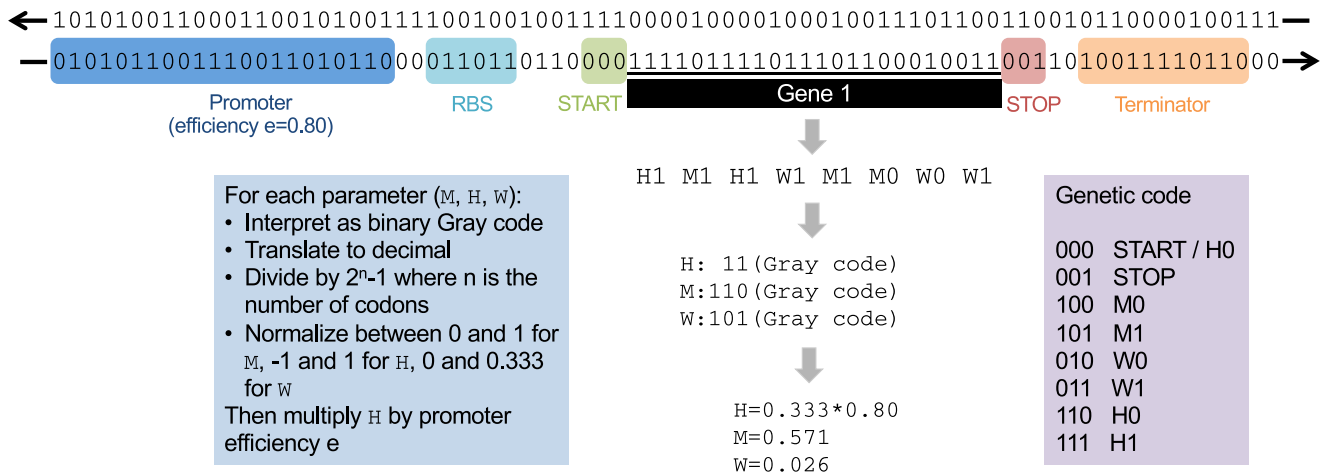 1010100110001100101001111001001001111000010000100010011101100110010110000100111
0101011001110011010110000110110110000111101111011101100010011001101001111011000
Promoter
(efficiency e=0.80)
RBS
START
Gene 1
STOP
Terminator
H1 M1 H1 W1 M1 M0 W0 W1
For each parameter (M, H, W):
• Interpret as binary Gray code
• Translate to decimal
• Divide by 2ⁿ-1 where n is the
number of codons
• Normalize between 0 and 1 for
M, -1 and 1 for H, 0 and 0.333
for W
Then multiply H by promoter
efficiency e
H: 11(Gray code)
M:110(Gray code)
W:101(Gray code)
H=0.333*0.80
M=0.571
W=0.026
Genetic code
000 START / H0
001 STOP
100 M0
101 M1
010 W0
011 W1
110 H0
111 H1